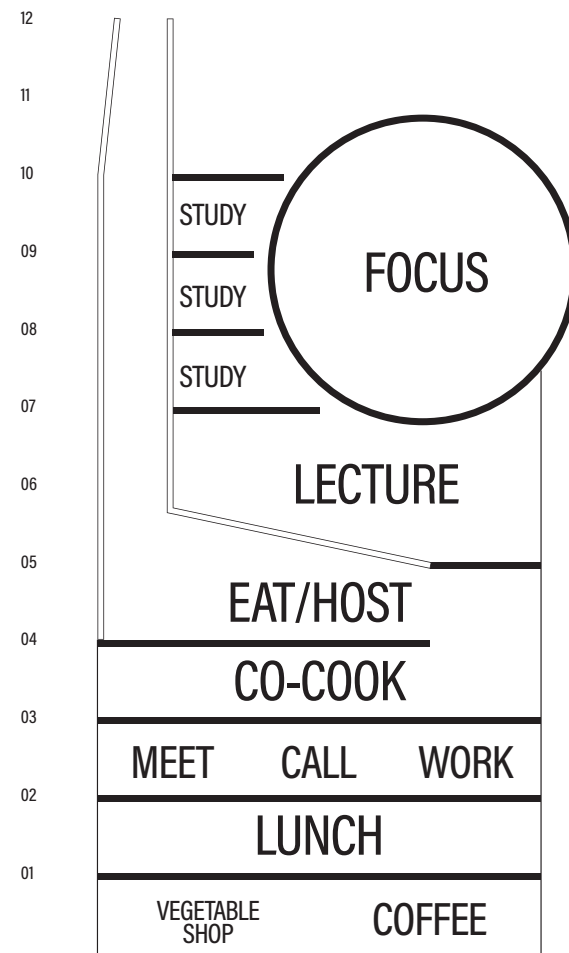 12
11
10
STUDY
09
FOCUS
STUDY
08
STUDY
07
LECTURE
06
05
EAT/HOST
04
CO-COOK
03
MEET CALL WORK
02
LUNCH
01
VEGETABLE
SHOP
COFFEE